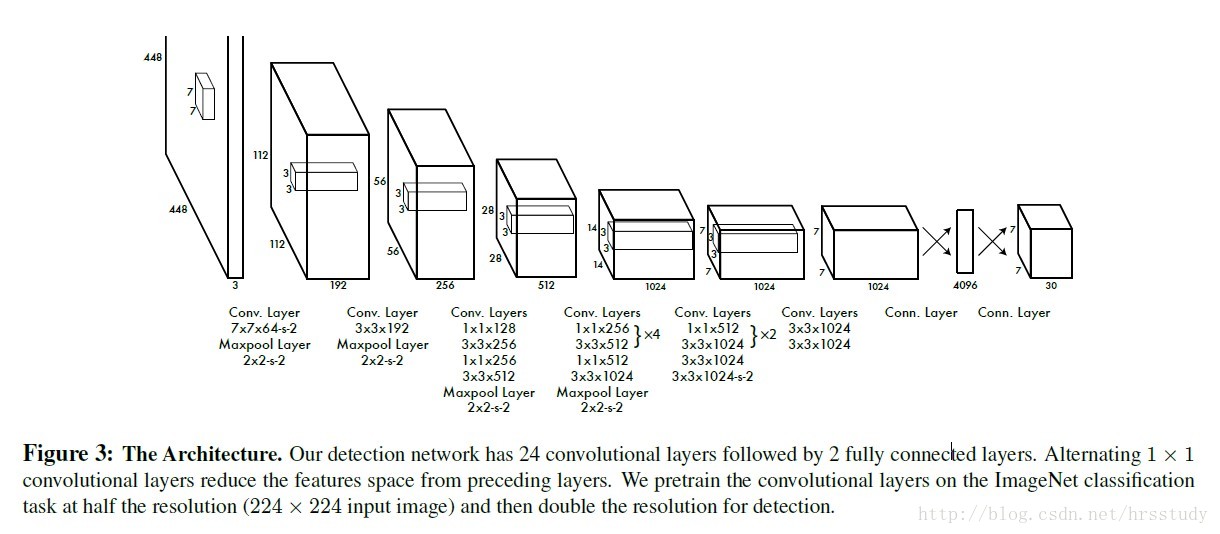 448
7
7
448
3
112
3
3
112
192
56
3
3
56
256
28
3
3
28
512
14
3
3
14
1024
7
3
3
7
1024
7
7
1024
4096
7
7
30
Conv. Layer
7x7x64-s-2
Maxpool Layer
2x2-s-2
Conv. Layer
3x3x192
Maxpool Layer
2x2-s-2
Conv. Layers
1x1x128
3x3x256
1x1x256
3x3x512
Maxpool Layer
2x2-s-2
Conv. Layers
1x1x256
3x3x512
}×4
1x1x512
3x3x1024
Maxpool Layer
2x2-s-2
Conv. Layers
1x1x512
3x3x1024
}×2
3x3x1024
3x3x1024-s-2
Conv. Layers
3x3x1024
3x3x1024
Conn. Layer
Conn. Layer
Figure 3: The Architecture. Our detection network has 24 convolutional layers followed by 2 fully connected layers. Alternating 1 × 1
convolutional layers reduce the features space from preceding layers. We pretrain the convolutional layers on the ImageNet classification
task at half the resolution (224 × 224 input image) and then double the resolution for detection.
http://blog.csdn.net/hrsstudy